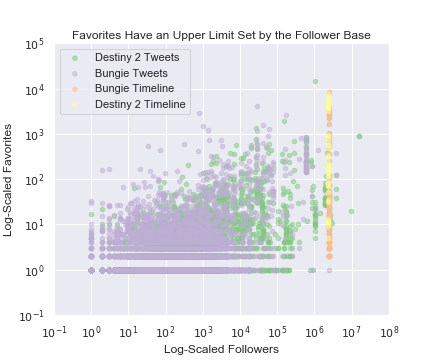 Favorites Have an Upper Limit Set by the Follower Base
10^5
Destiny 2 Tweets
Bungie Tweets
Bungie Timeline
Destiny 2 Timeline
10^4
10^3
10^2
10^1
10^0
10^−1
Log-Scaled Favorites
10^−1 10^0 10^1 10^2 10^3 10^4 10^5 10^6 10^7 10^8
Log-Scaled Followers